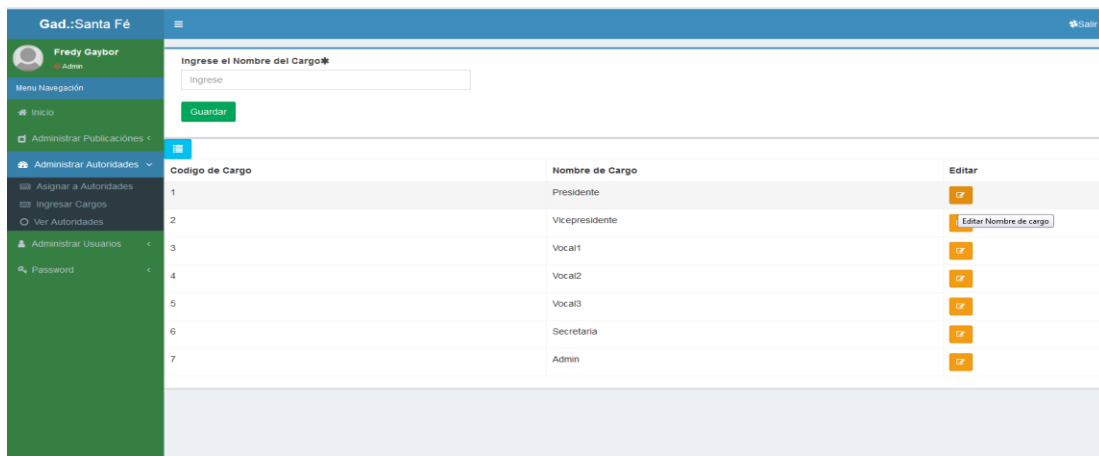 Gad.:Santa Fé
Salir
Fredy Gaybor
Admin
Menu Navegación
Inicio
Administrar Publicaciónes
Administrar Autoridades
Asignar a Autoridades
Ingresar Cargos
Ver Autoridades
Administrar Usuarios
Password
Ingrese el Nombre del Cargo*
Ingrese
Guardar
Codigo de Cargo Nombre de Cargo Editar
1 Presidente
2 Vicepresidente
Editar Nombre de cargo
3 Vocal1
4 Vocal2
5 Vocal3
6 Secretaria
7 Admin